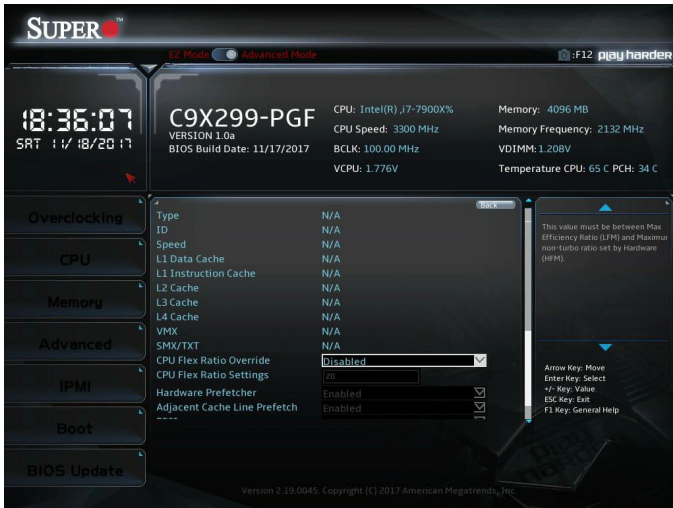 SUPER
EZ Mode Advanced Mode
:F12 play harder
18:36:07
SAT 11/18/2017
C9X299-PGF
VERSION 1.0a
BIOS Build Date: 11/17/2017
CPU: Intel(R) ,i7-7900X%
CPU Speed: 3300 MHz
BCLK: 100.00 MHz
VCPU: 1.776V
Memory: 4096 MB
Memory Frequency: 2132 MHz
VDIMM: 1.208V
Temperature CPU: 65 C PCH: 34 C
Overclocking
CPU
Memory
Advanced
IPMI
Boot
BIOS Update
Back
Type N/A
ID N/A
Speed N/A
L1 Data Cache N/A
L1 Instruction Cache N/A
L2 Cache N/A
L3 Cache N/A
L4 Cache N/A
VMX N/A
SMX/TXT N/A
CPU Flex Ratio Override Disabled
CPU Flex Ratio Settings 20
Hardware Prefetcher Enabled
Adjacent Cache Line Prefetch Enabled
This value must be between Max
Efficiency Ratio (LFM) and Maximu
non-turbo ratio set by Hardware
(HFM).
Arrow Key: Move
Enter Key: Select
+/- Key: Value
ESC Key: Exit
F1 Key: General Help
Version 2.19.0045. Copyright (C) 2017 American Megatrends, Inc.